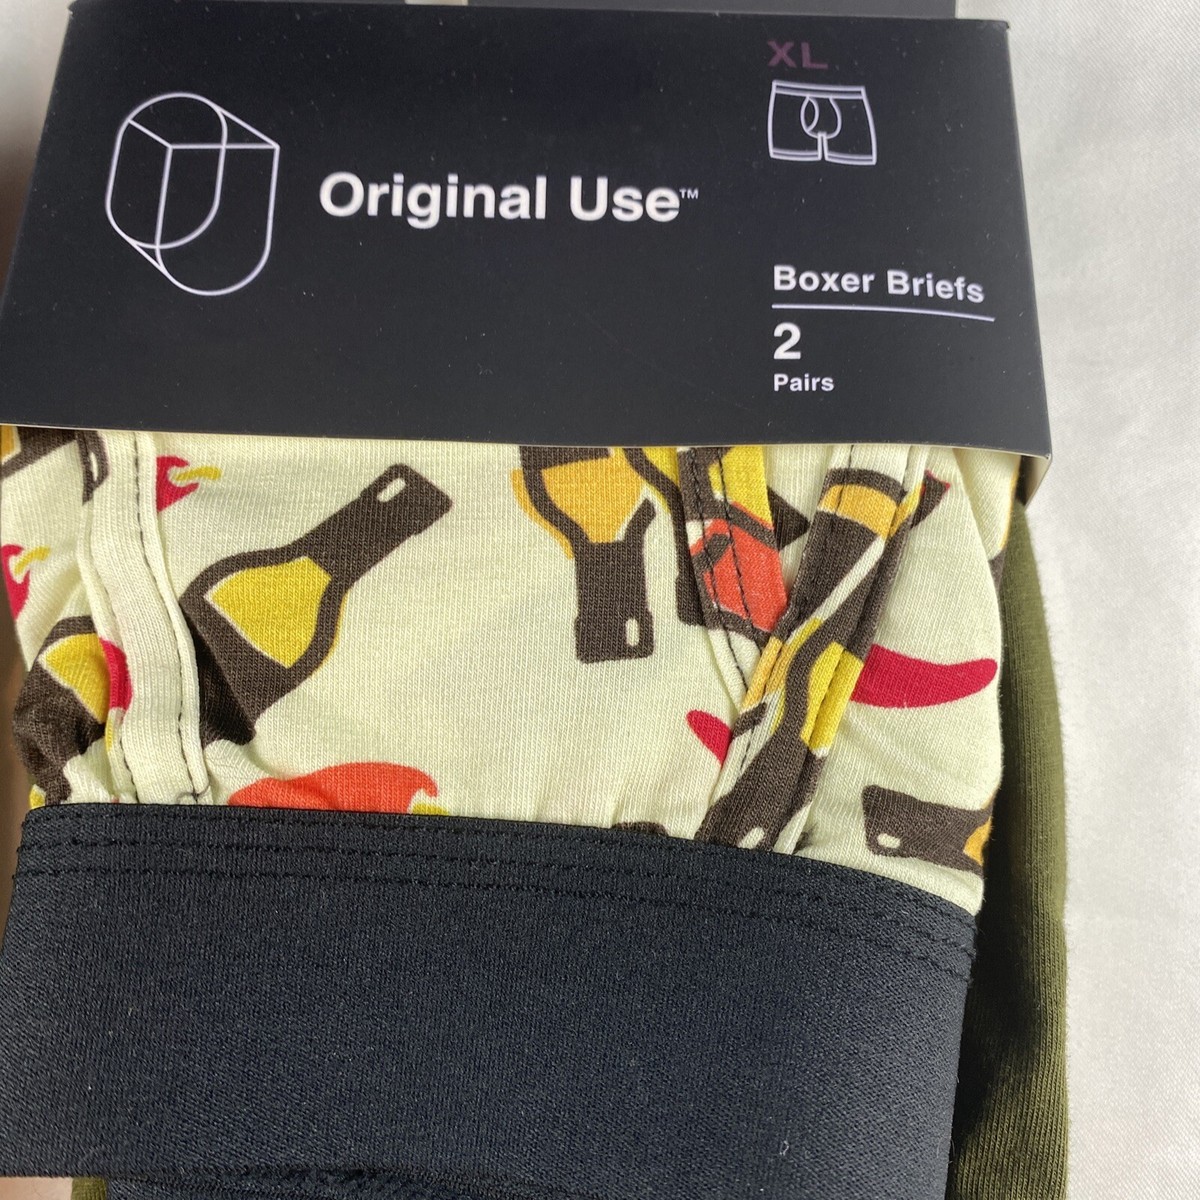 XL
Original Use™
Boxer Briefs
2
Pairs